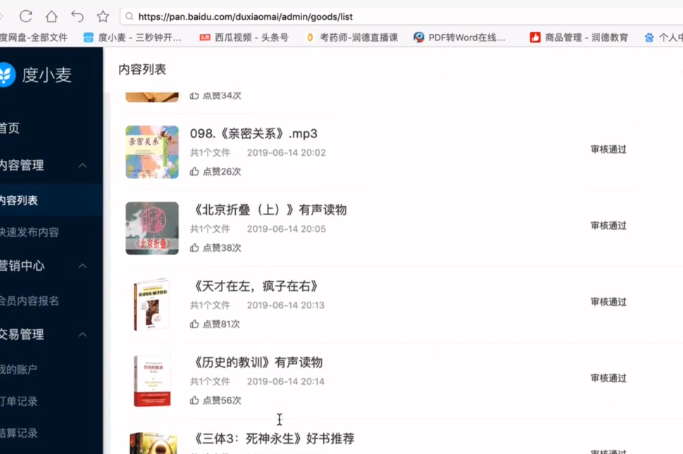 https://pan.baidu.com/duxiaomai/admin/goods/list
度网盘-全部文件 度小麦 - 三秒钟开... 西瓜视频 - 头条号 考药师-润德直播课 PDF转Word在线... 商品管理 - 润德教育 个人中
度小麦
内容列表
点赞34次
首页
098.《亲密关系》.mp3
共1个文件 2019-06-14 20:02
审核通过
内容管理
点赞26次
内容列表
《北京折叠（上）》有声读物
共1个文件 2019-06-14 20:05
审核通过
快速发布内容
点赞38次
营销中心
《天才在左，疯子在右》
会员内容报名
共1个文件 2019-06-14 20:13
审核通过
点赞81次
交易管理
《历史的教训》有声读物
我的账户
共1个文件 2019-06-14 20:14
审核通过
订单记录
点赞56次
结算记录
《三体3：死神永生》好书推荐